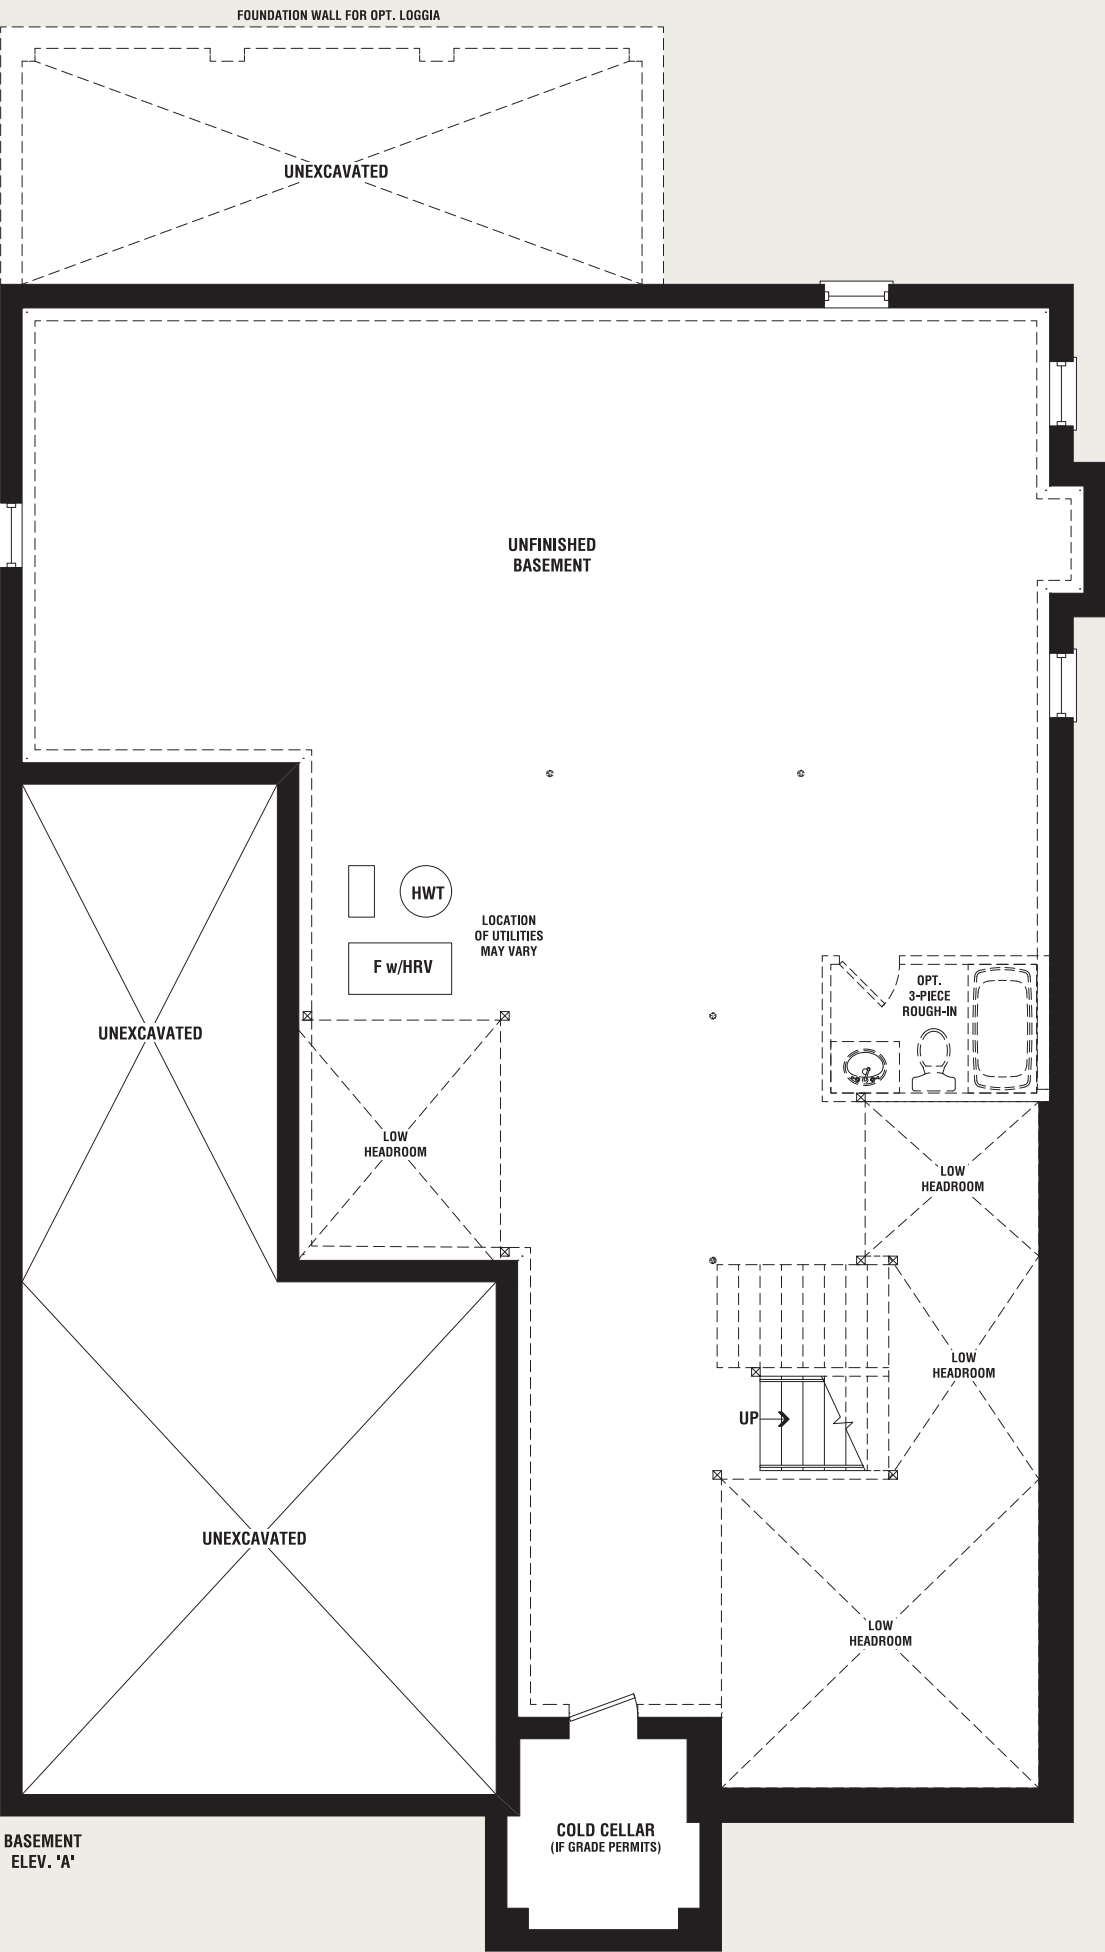 FOUNDATION WALL FOR OPT. LOGGIA
UNEXCAVATED
UNFINISHED
BASEMENT
HWT
LOCATION
OF UTILITIES
MAY VARY
F w/HRV
OPT.
3-PIECE
ROUGH-IN
UNEXCAVATED
LOW
HEADROOM
LOW
HEADROOM
LOW
HEADROOM
UP
UNEXCAVATED
LOW
HEADROOM
COLD CELLAR
(IF GRADE PERMITS)
BASEMENT
ELEV. 'A'